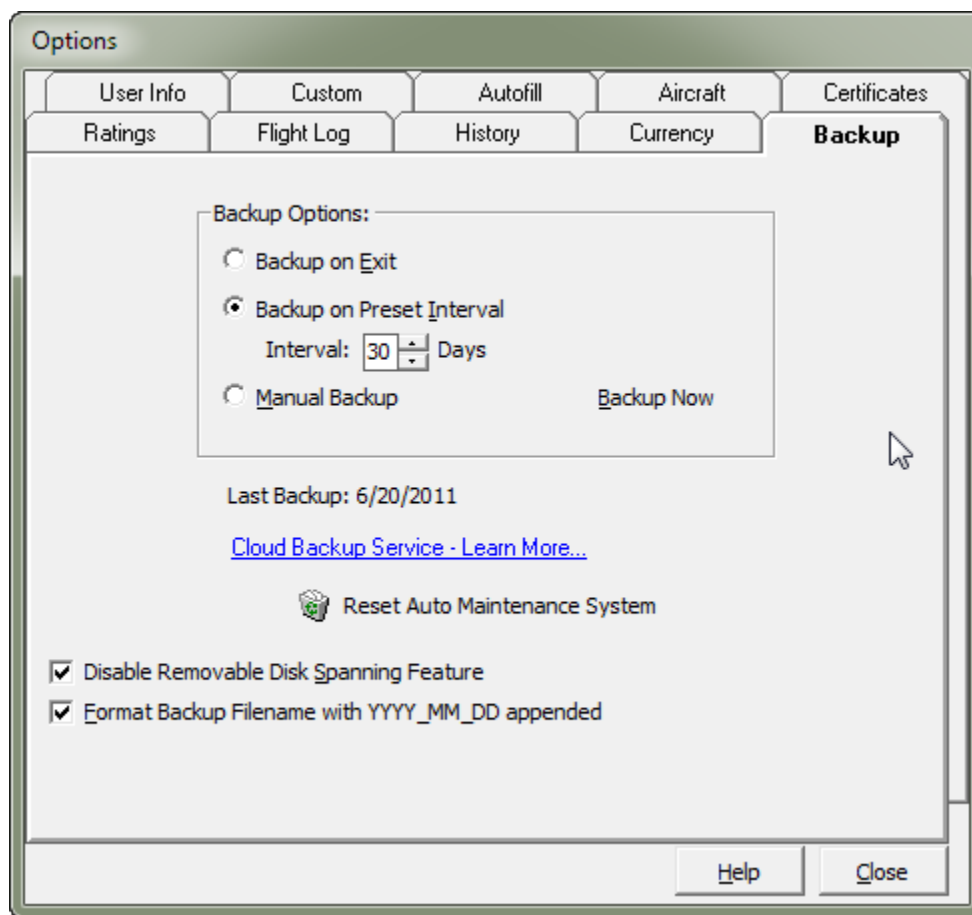 Options
User Info Custom Autofill Aircraft Certificates
Ratings Flight Log History Currency Backup
Backup Options:
Backup on Exit
Backup on Preset Interval
Interval: 30 Days
Manual Backup Backup Now
Last Backup: 6/20/2011
Cloud Backup Service - Learn More...
Reset Auto Maintenance System
Disable Removable Disk Spanning Feature
Format Backup Filename with YYYY_MM_DD appended
Help Close